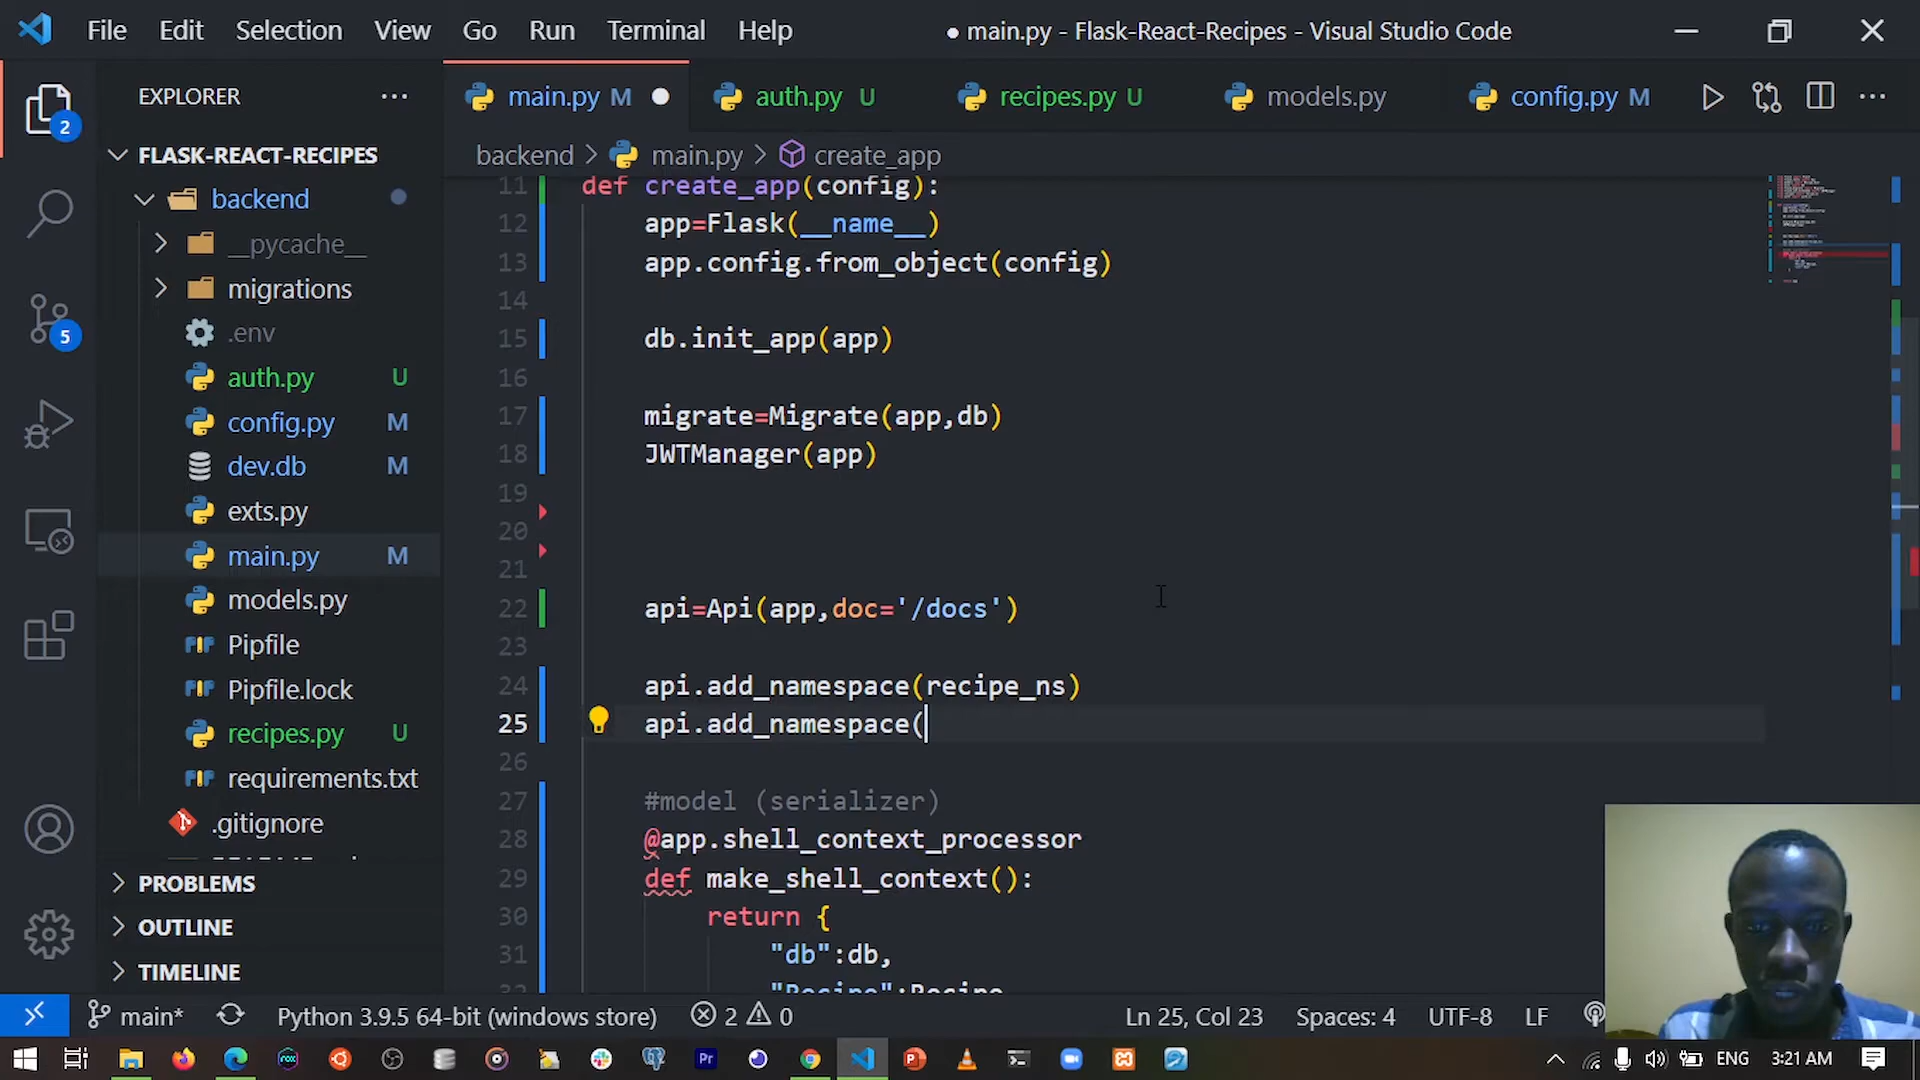 File Edit Selection View Go Run Terminal Help
● main.py - Flask-React-Recipes - Visual Studio Code
EXPLORER
main.py M
auth.py U
recipes.py U
models.py
config.py M
2
FLASK-REACT-RECIPES
backend > main.py > create_app
backend
__pycache__
migrations
.env
auth.py U
config.py M
dev.db M
exts.py
main.py M
models.py
Pipfile
Pipfile.lock
recipes.py U
requirements.txt
.gitignore
PROBLEMS
OUTLINE
TIMELINE
5
11 def create_app(config):
12 app=Flask(__name__)
13 app.config.from_object(config)
14
15 db.init_app(app)
16
17 migrate=Migrate(app,db)
18 JWTManager(app)
19
20
21
22 api=Api(app,doc='/docs')
23
24 api.add_namespace(recipe_ns)
25 api.add_namespace(
26
27 #model (serializer)
28 @app.shell_context_processor
29 def make_shell_context():
30 return {
31 "db":db,
32 "Recipe":Recipe
main* Python 3.9.5 64-bit (windows store) 2 0 Ln 25, Col 23 Spaces: 4 UTF-8 LF
Pr ENG 3:21 AM